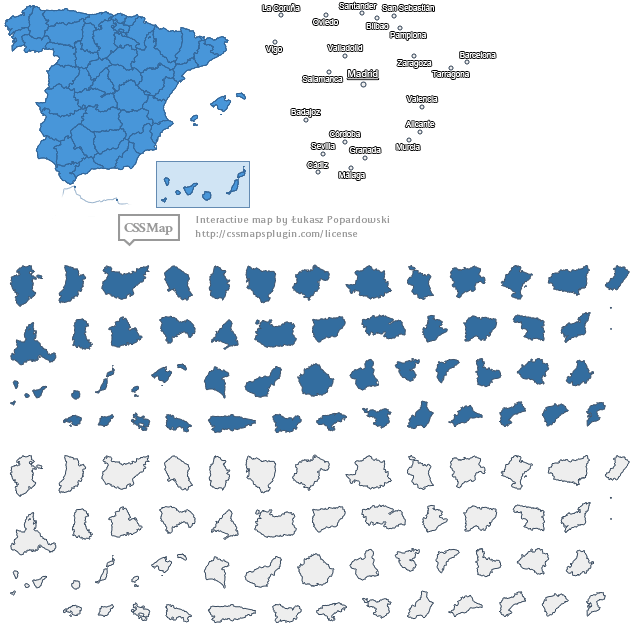 La Coruña
Santander
San Sebastián
Oviedo
Bilbao
Pamplona
Vigo
Valladolid
Zaragoza
Barcelona
Tarragona
Salamanca
Madrid
Valencia
Badajoz
Alicante
Córdoba
Murcia
Sevilla
Granada
Cádiz
Málaga
CSSMap
Interactive map by Łukasz Popardowski
http://cssmapsplugin.com/license